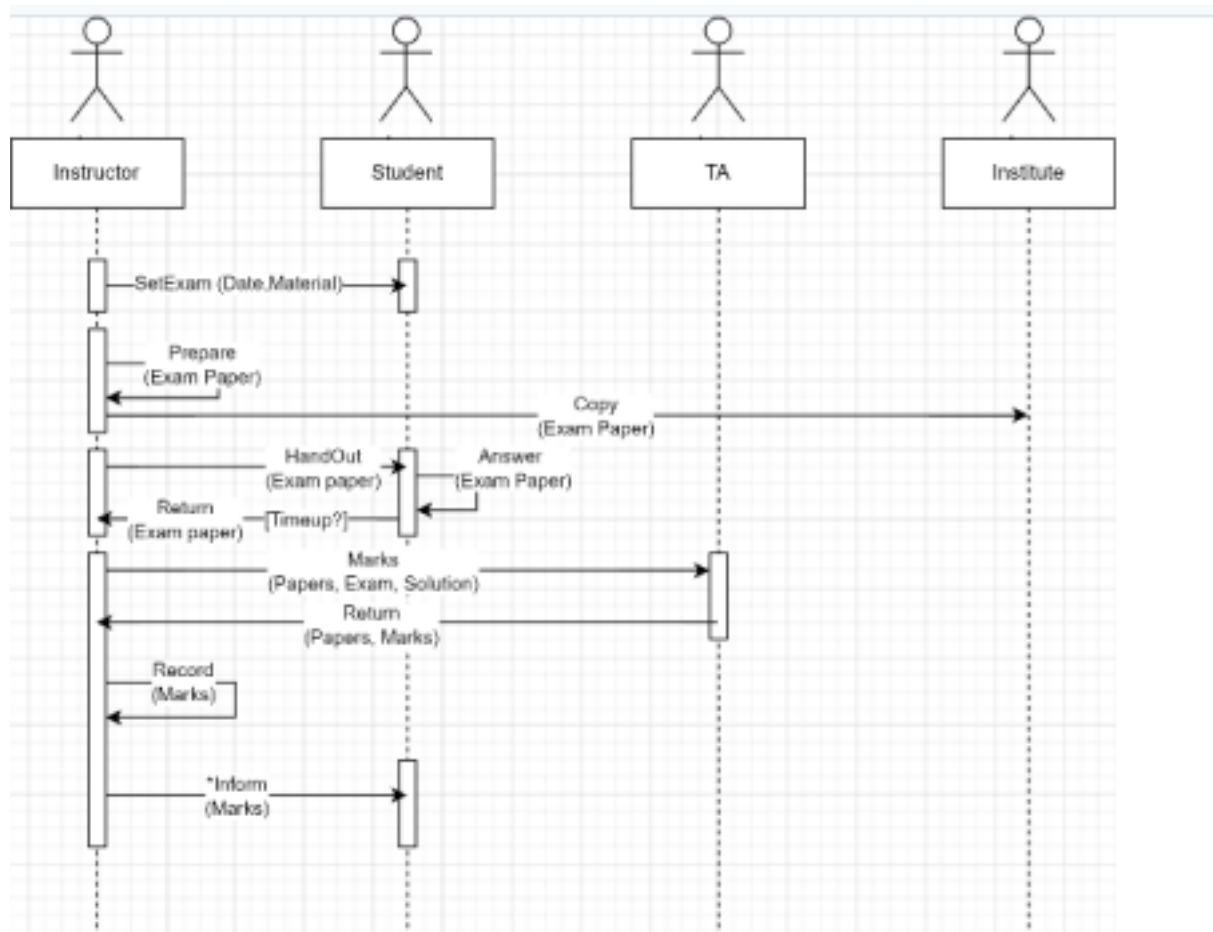 Instructor
Student
TA
Institute
SetExam (Date,Material)
Prepare
(Exam Paper)
Copy
(Exam Paper)
HandOut
(Exam paper)
Answer
(Exam Paper)
Return
(Exam paper)
[Timeup?]
Marks
(Papers, Exam, Solution)
Return
(Papers, Marks)
Record
(Marks)
*Inform
(Marks)